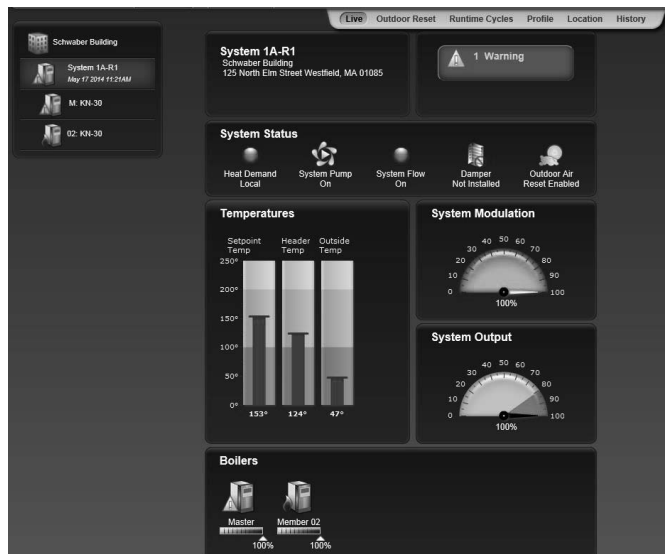 Live Outdoor Reset Runtime Cycles Profile Location History
Schwaber Building
System 1A-R1
May 17 2014 11:21AM
M: KN-30
02: KN-30
System 1A-R1
Schwaber Building
125 North Elm Street Westfield, MA 01085
1 Warning
System Status
Heat Demand
Local
System Pump
On
System Flow
On
Damper
Not Installed
Outdoor Air
Reset Enabled
Temperatures
Setpoint
Temp
Header
Temp
Outside
Temp
250°
200°
150°
100°
50°
0°
153° 124° 47°
System Modulation
0 10 20 30 40 50 60 70 80 90 100
100%
System Output
0 10 20 30 40 50 60 70 80 90 100
100%
Boilers
Master Member 02
100% 100%